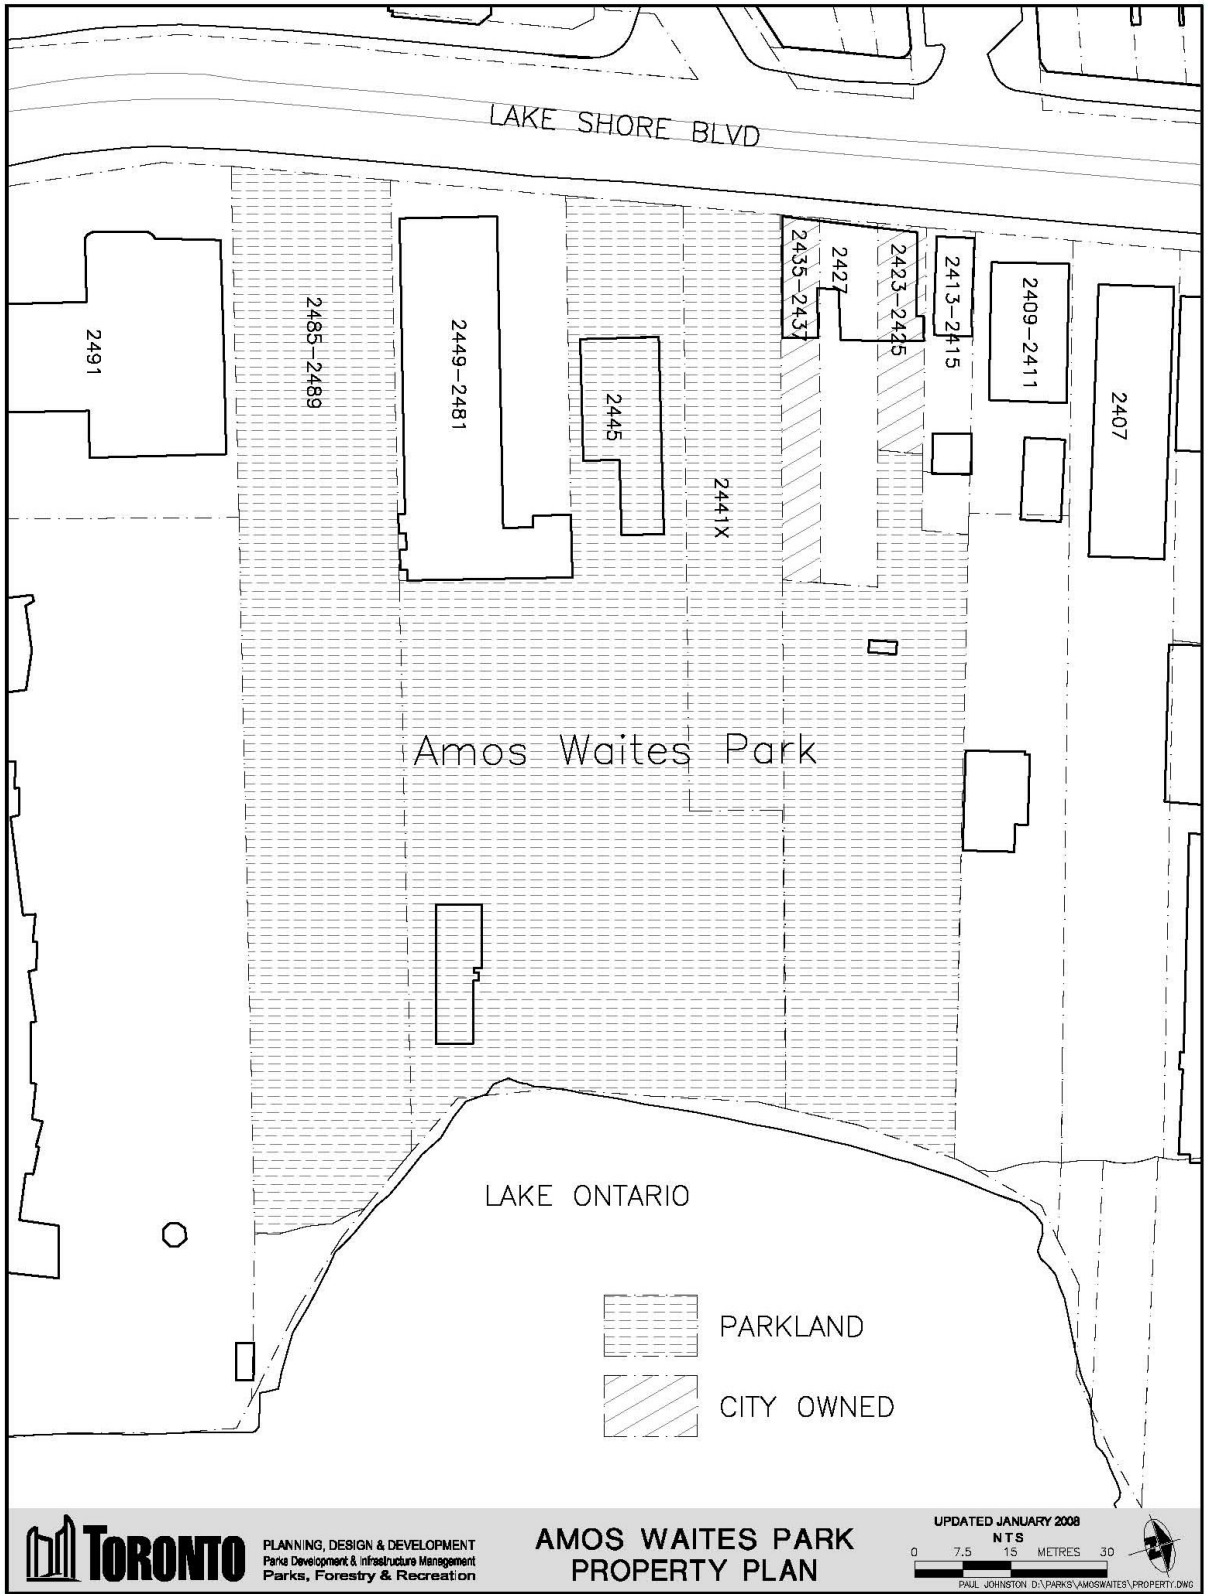 LAKE SHORE BLVD
2491
2485-2489
2449-2481
2445
2441X
2435-2437
2427
2423-2425
2413-2415
2409-2411
2407
Amos Waites Park
LAKE ONTARIO
PARKLAND
CITY OWNED
TORONTO
PLANNING, DESIGN & DEVELOPMENT
Parks Development & Infrastructure Management
Parks, Forestry & Recreation
AMOS WAITES PARK
PROPERTY PLAN
UPDATED JANUARY 2008
NTS
0 7.5 15 METRES 30
PAUL JOHNSTON D:\PARKS\AMOSWAITES\PROPERTY.DWG